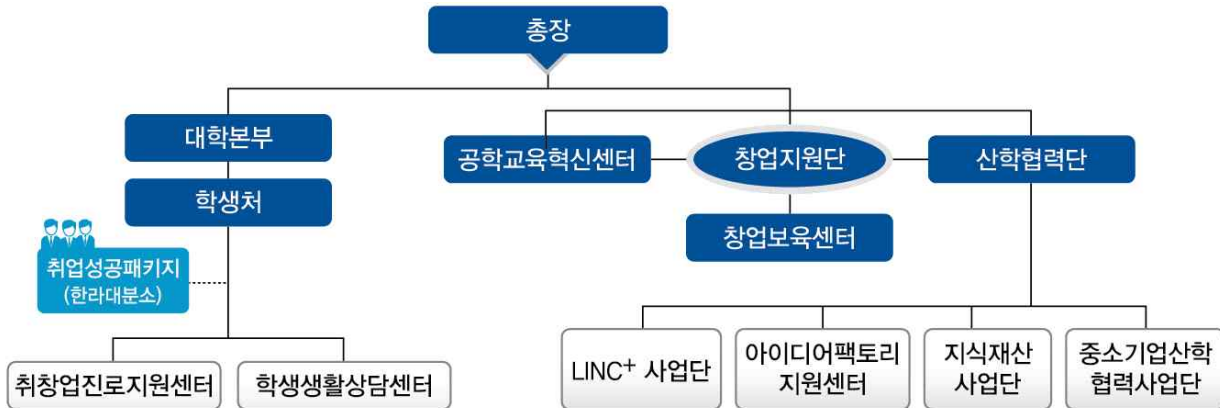 총장
대학본부
공학교육혁신센터
창업지원단
산학협력단
학생처
창업보육센터
취업성공패키지
(한라대분소)
취창업진로지원센터
학생생활상담센터
LINC+ 사업단
아이디어팩토리
지원센터
지식재산
사업단
중소기업산학
협력사업단